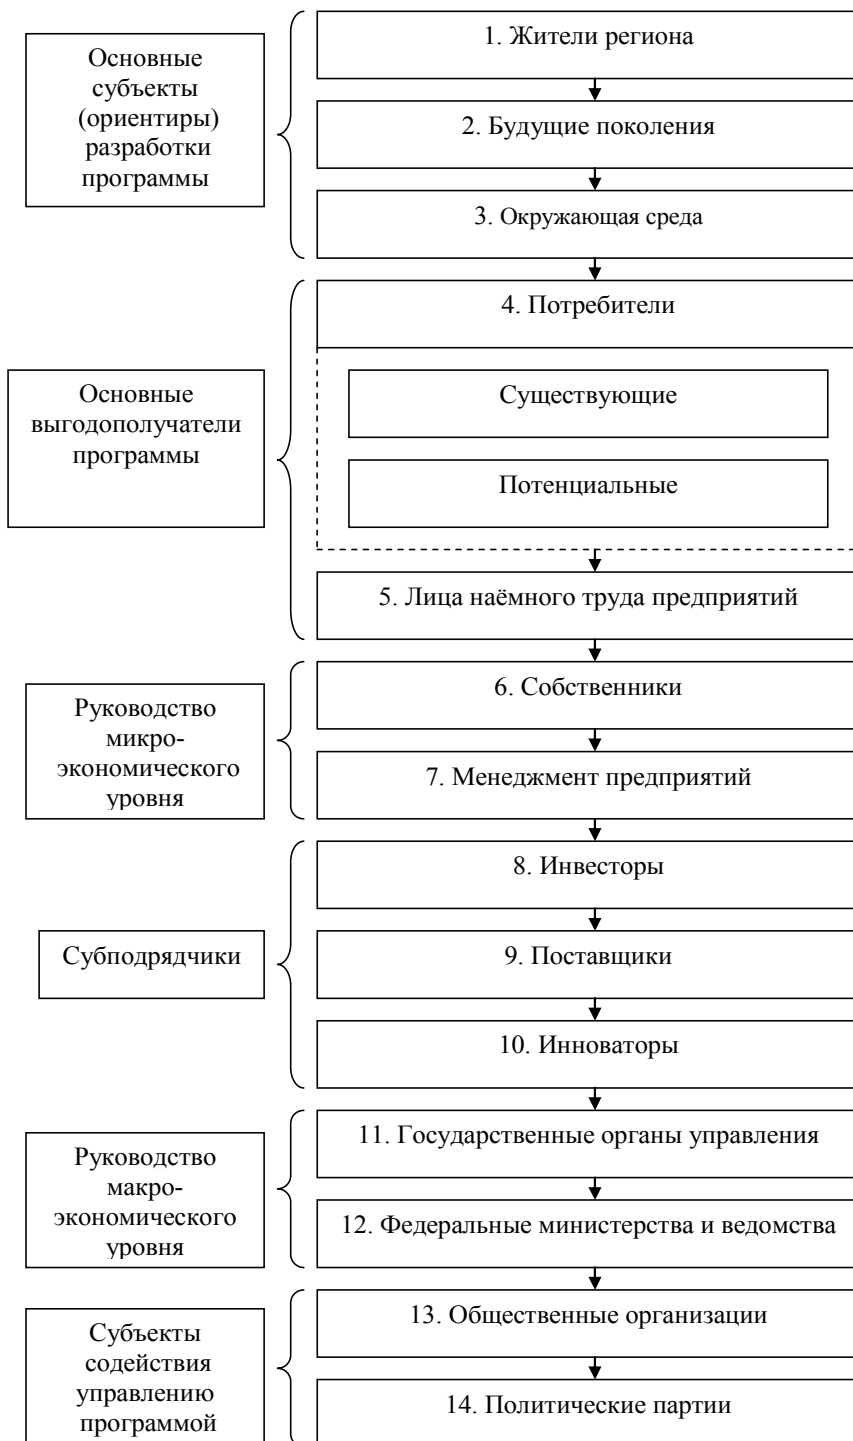 Основные
субъекты
(ориентиры)
разработки
программы
1. Жители региона
2. Будущие поколения
3. Окружающая среда
Основные
выгодополучатели
программы
4. Потребители
Существующие
Потенциальные
5. Лица наёмного труда предприятий
Руководство
микро-
экономического
уровня
6. Собственники
7. Менеджмент предприятий
Субподрядчики
8. Инвесторы
9. Поставщики
10. Инноваторы
Руководство
макро-
экономического
уровня
11. Государственные органы управления
12. Федеральные министерства и ведомства
Субъекты
содействия
управлению
программой
13. Общественные организации
14. Политические партии